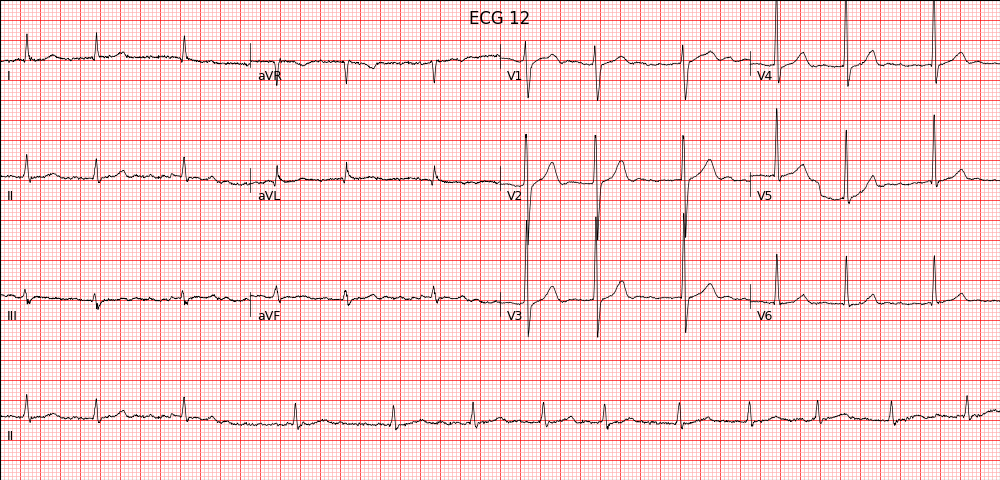 ECG 12
I aVR V1 V4
II aVL V2 V5
III aVF V3 V6
II